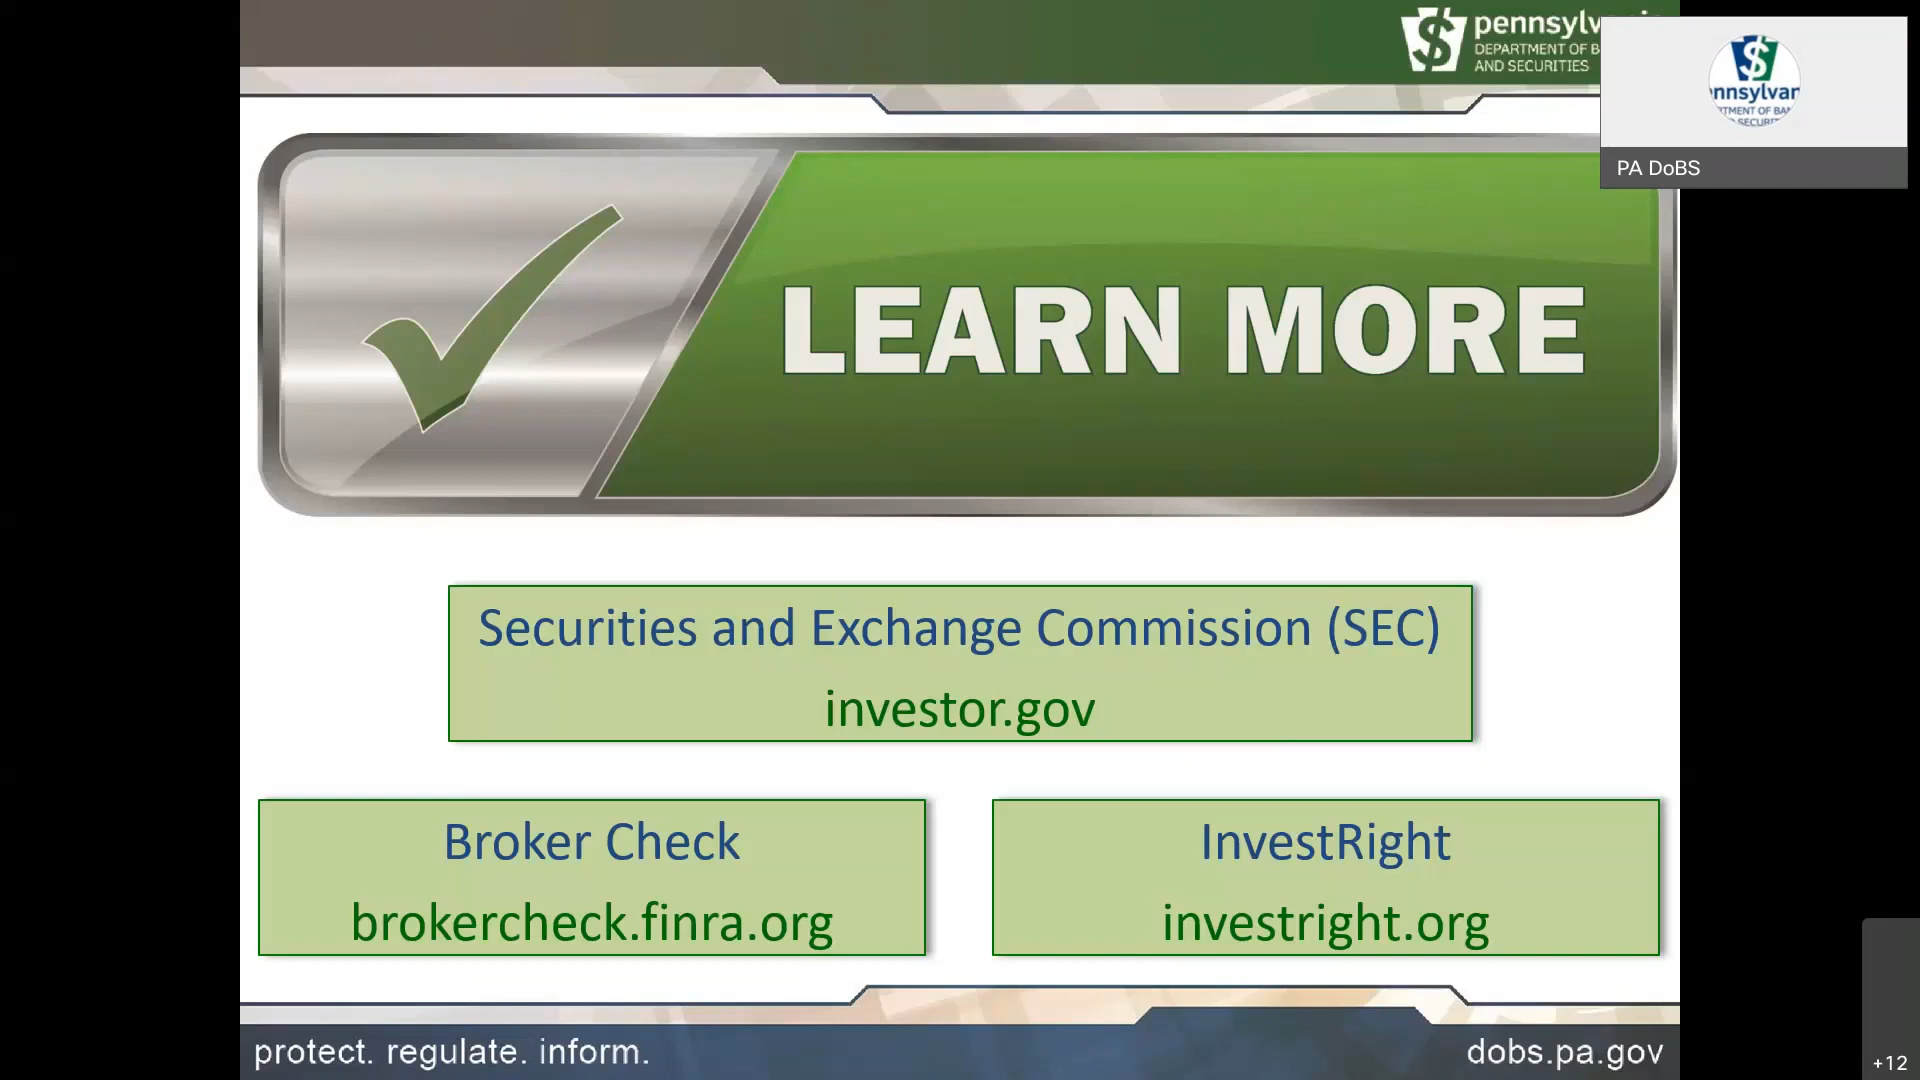 pennsylv
DEPARTMENT OF B
AND SECURITIES
PA DoBS
LEARN MORE
Securities and Exchange Commission (SEC)
investor.gov
Broker Check
brokercheck.finra.org
InvestRight
investright.org
protect. regulate. inform.
dobs.pa.gov
+12